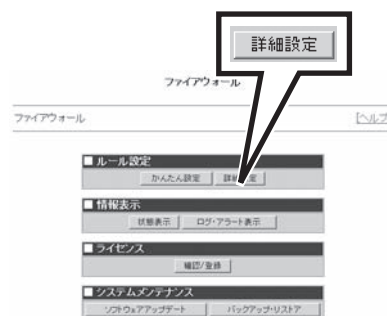 詳細設定
ファイアウォール
ファイアウォール [ヘルプ
■ ルール設定
かんたん設定 詳細設定
■ 情報表示
状態表示 ログ・アラート表示
■ ライセンス
確認/登録
■ システムメンテナンス
ソフトウェアアップデート バックアップ・リストア